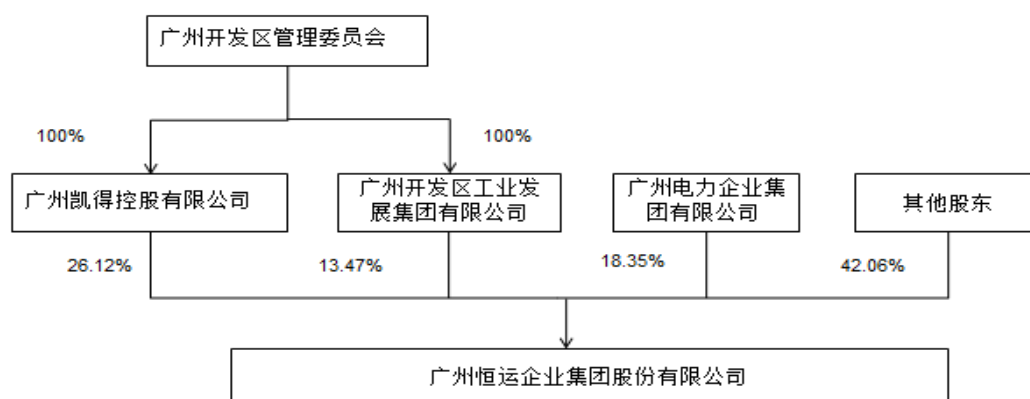 广州开发区管理委员会
100%
100%
广州凯得控股有限公司
广州开发区工业发
展集团有限公司
广州电力企业集
团有限公司
其他股东
26.12%
13.47%
18.35%
42.06%
广州恒运企业集团股份有限公司